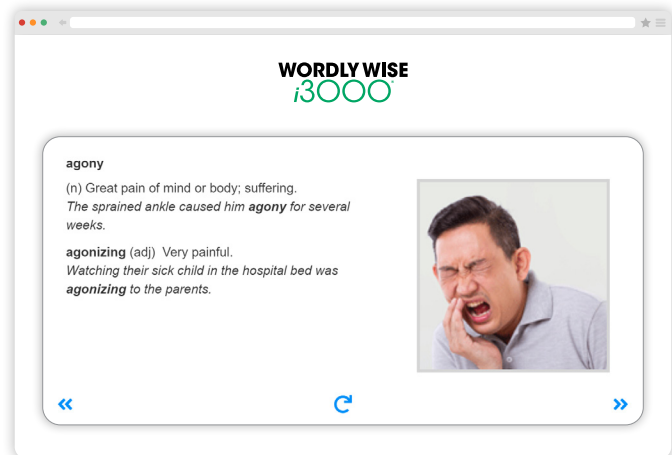 WORDLY WISE
i3000®
agony
(n) Great pain of mind or body; suffering.
The sprained ankle caused him agony for several
weeks.
agonizing (adj)  Very painful.
Watching their sick child in the hospital bed was
agonizing to the parents.